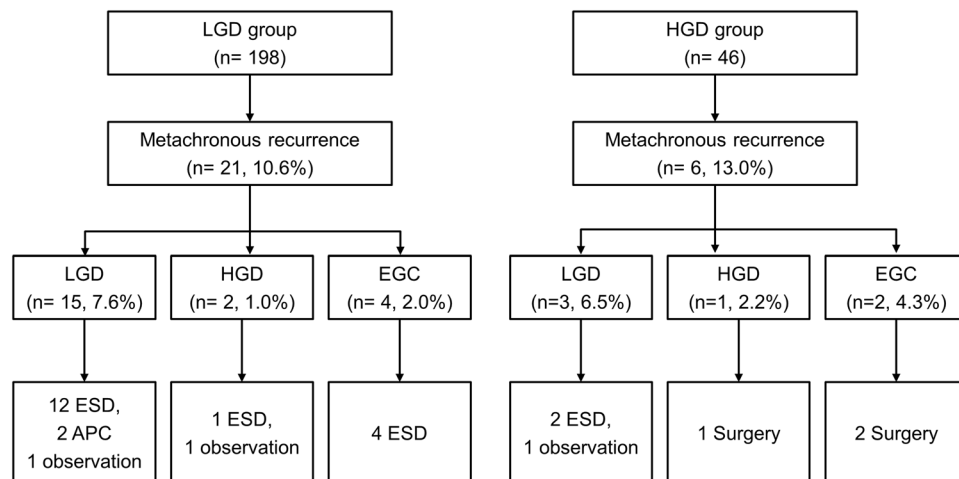 LGD group
(n= 198)
HGD group
(n= 46)
Metachronous recurrence
(n= 21, 10.6%)
Metachronous recurrence
(n= 6, 13.0%)
LGD
(n= 15, 7.6%)
HGD
(n= 2, 1.0%)
EGC
(n= 4, 2.0%)
LGD
(n=3, 6.5%)
HGD
(n=1, 2.2%)
EGC
(n=2, 4.3%)
12 ESD,
2 APC
1 observation
1 ESD,
1 observation
4 ESD
2 ESD,
1 observation
1 Surgery
2 Surgery